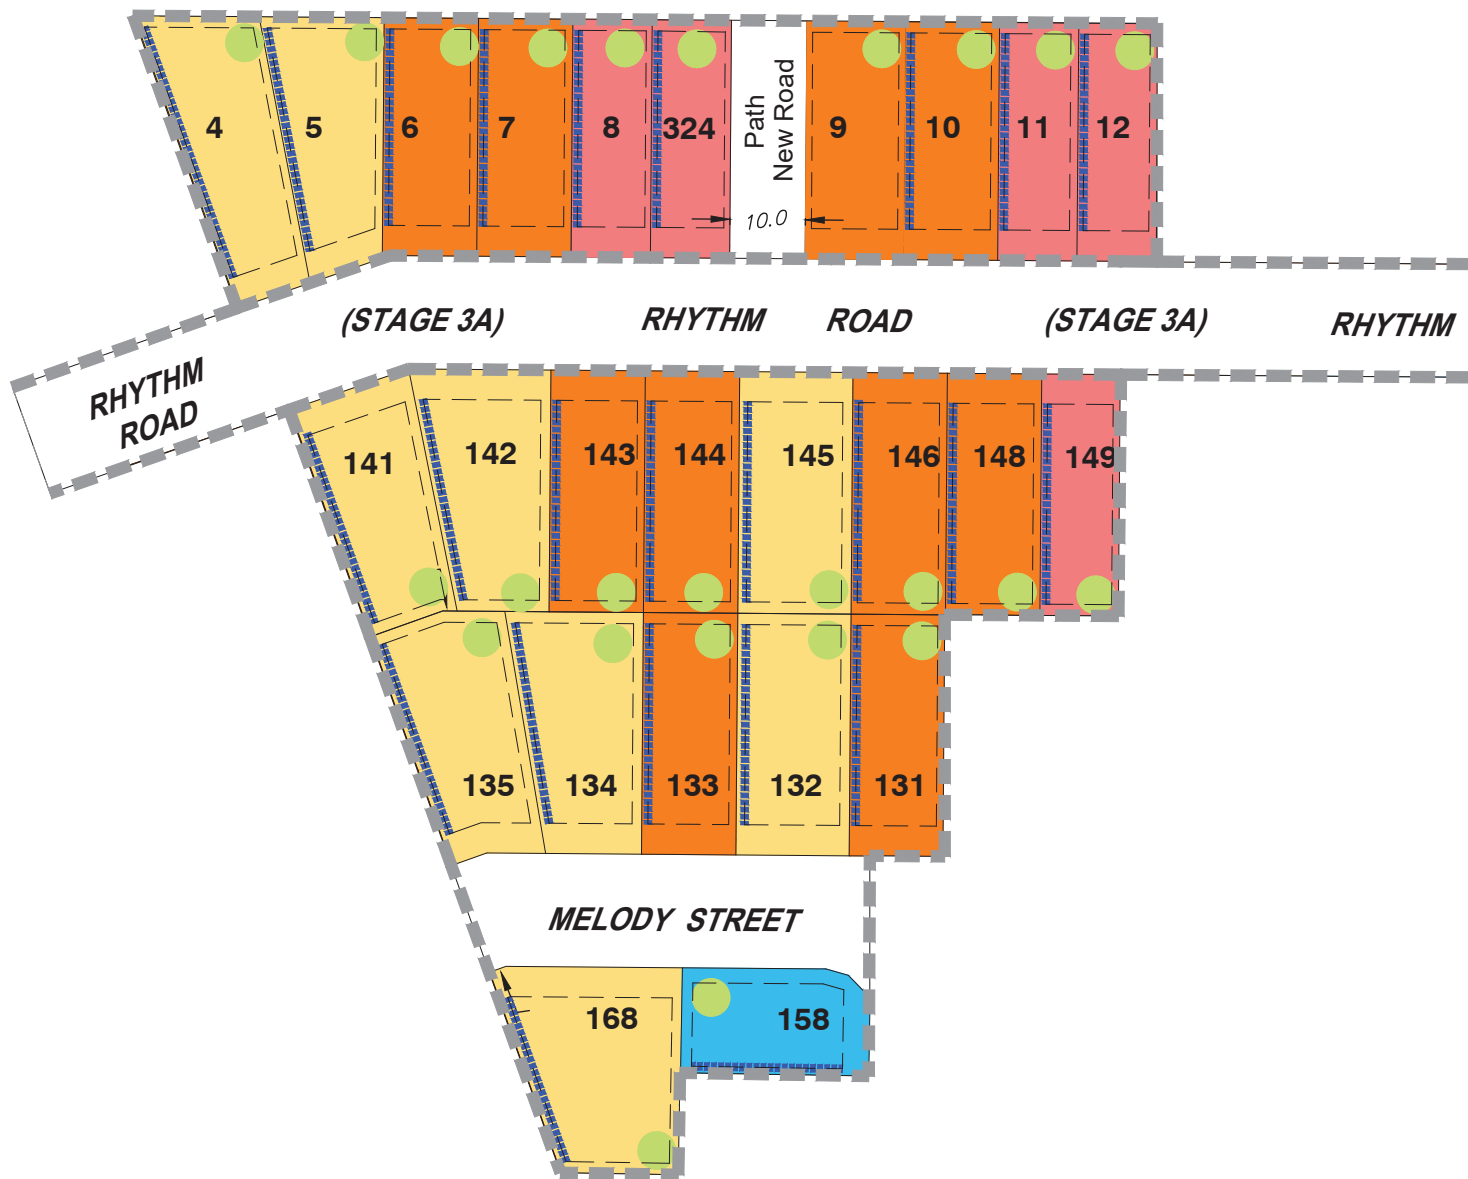 4 5 6 7 8 324
Path
New Road
9 10 11 12
10.0
(STAGE 3A) RHYTHM ROAD (STAGE 3A) RHYTHM
RHYTHM
ROAD
141 142 143 144 145 146 148 149
135 134 133 132 131
MELODY STREET
168 158